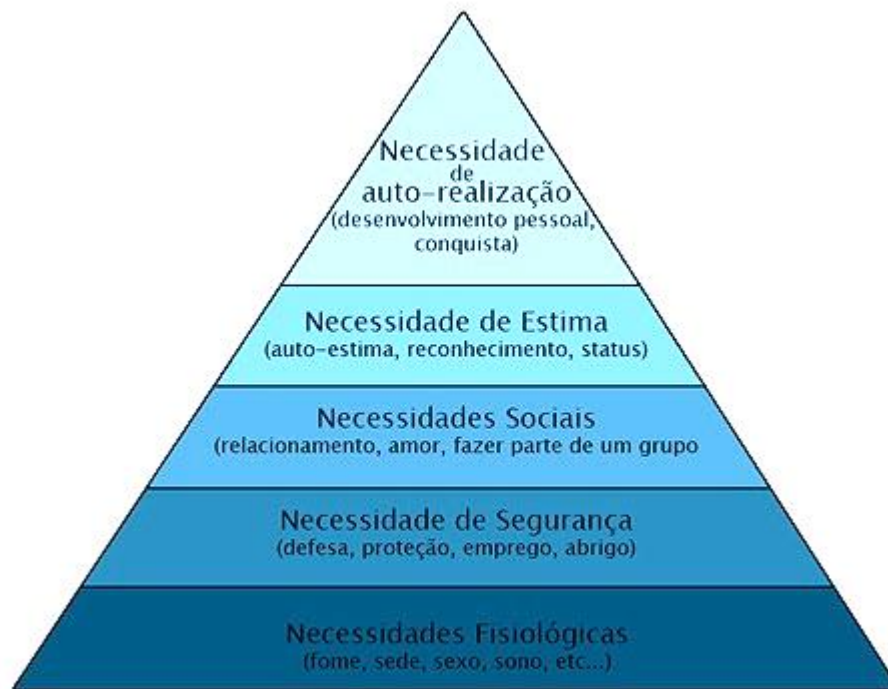 Necessidade
de
auto-realização
(desenvolvimento pessoal,
conquista)
Necessidade de Estima
(auto-estima, reconhecimento, status)
Necessidades Sociais
(relacionamento, amor, fazer parte de um grupo
Necessidade de Segurança
(defesa, proteção, emprego, abrigo)
Necessidades Fisiológicas
(fome, sede, sexo, sono, etc...)